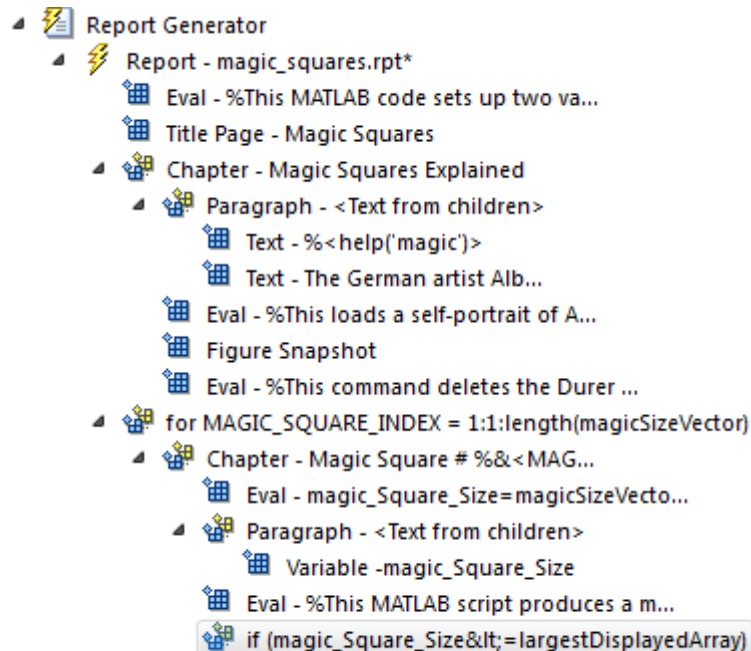 Report Generator
Report - magic_squares.rpt*
Eval - %This MATLAB code sets up two va...
Title Page - Magic Squares
Chapter - Magic Squares Explained
Paragraph - <Text from children>
Text - %<help('magic')>
Text - The German artist Alb...
Eval - %This loads a self-portrait of A...
Figure Snapshot
Eval - %This command deletes the Durer ...
for MAGIC_SQUARE_INDEX = 1:1:length(magicSizeVector)
Chapter - Magic Square # %&<MAG...
Eval - magic_Square_Size=magicSizeVecto...
Paragraph - <Text from children>
Variable -magic_Square_Size
Eval - %This MATLAB script produces a m...
if (magic_Square_Size&lt;=largestDisplayedArray)